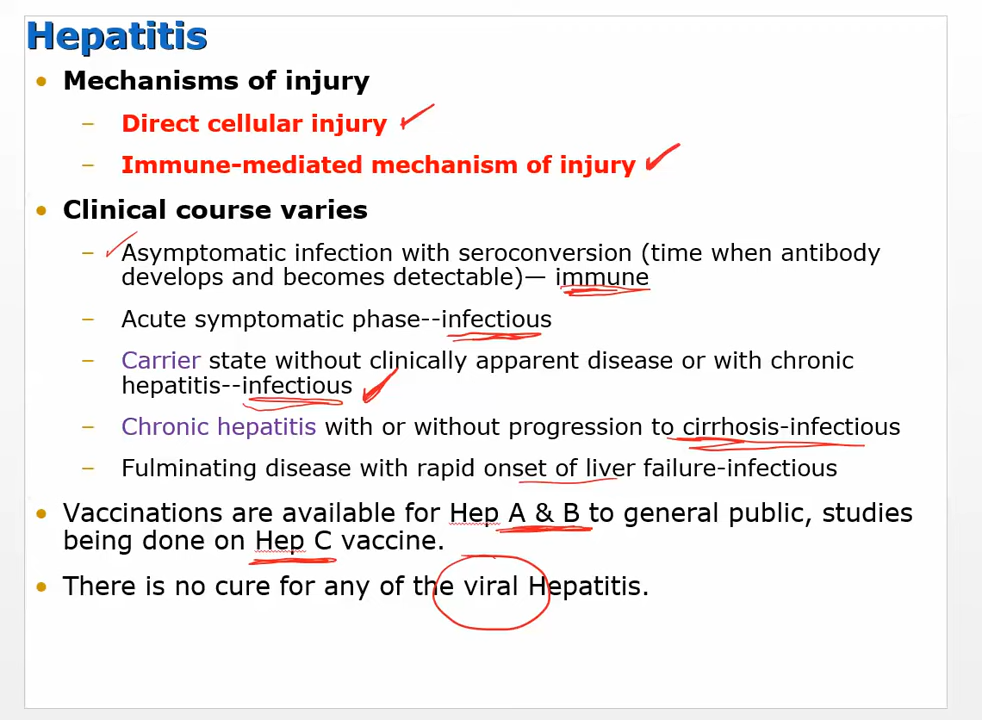 Hepatitis
• Mechanisms of injury
– Direct cellular injury
– Immune-mediated mechanism of injury
• Clinical course varies
– Asymptomatic infection with seroconversion (time when antibody
develops and becomes detectable)— immune
– Acute symptomatic phase--infectious
– Carrier state without clinically apparent disease or with chronic
hepatitis--infectious
– Chronic hepatitis with or without progression to cirrhosis-infectious
– Fulminating disease with rapid onset of liver failure-infectious
• Vaccinations are available for Hep A & B to general public, studies
being done on Hep C vaccine.
• There is no cure for any of the viral Hepatitis.